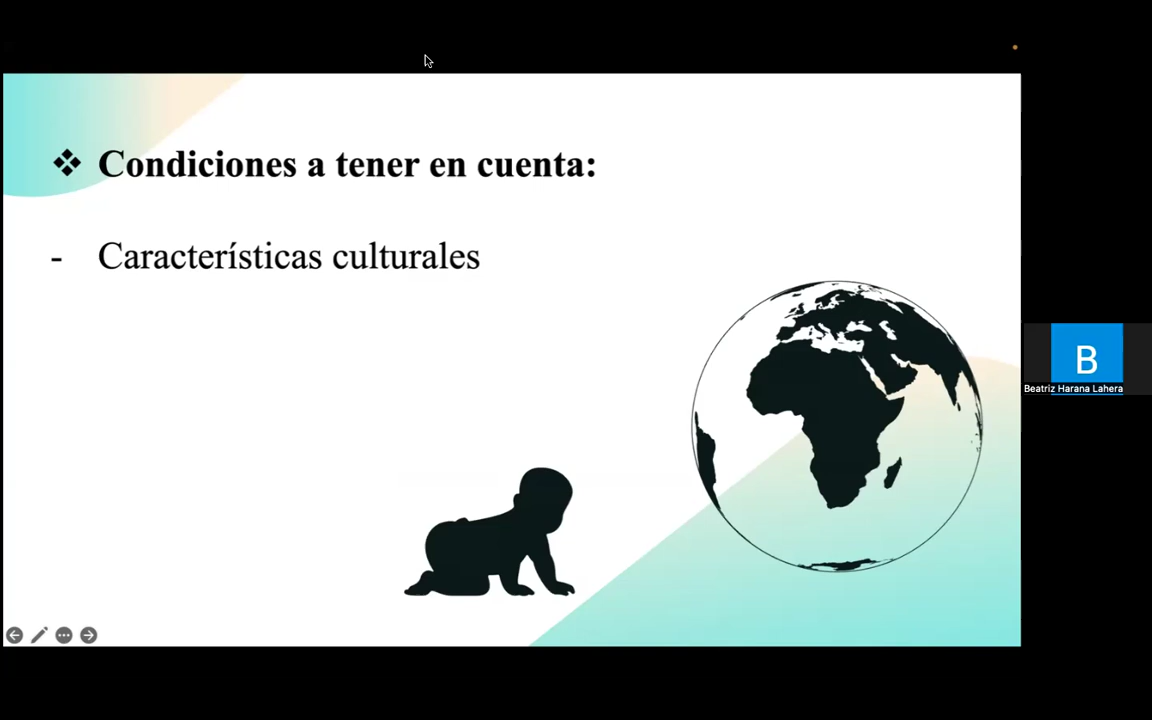 ❖ Condiciones a tener en cuenta:
- Características culturales
B
Beatriz Harana Lahera